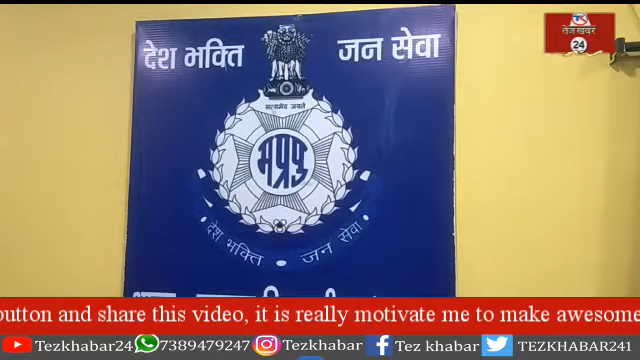 देश भक्ति
जन सेवा
तेज खबर
24
सत्यमेव जयते
मप्रपु
देश भक्ति • जन सेवा
button and share this video, it is really motivate me to make awesome
Tezkhabar24 7389479247 Tezkhabar24 Tez khabar TEZKHABAR241